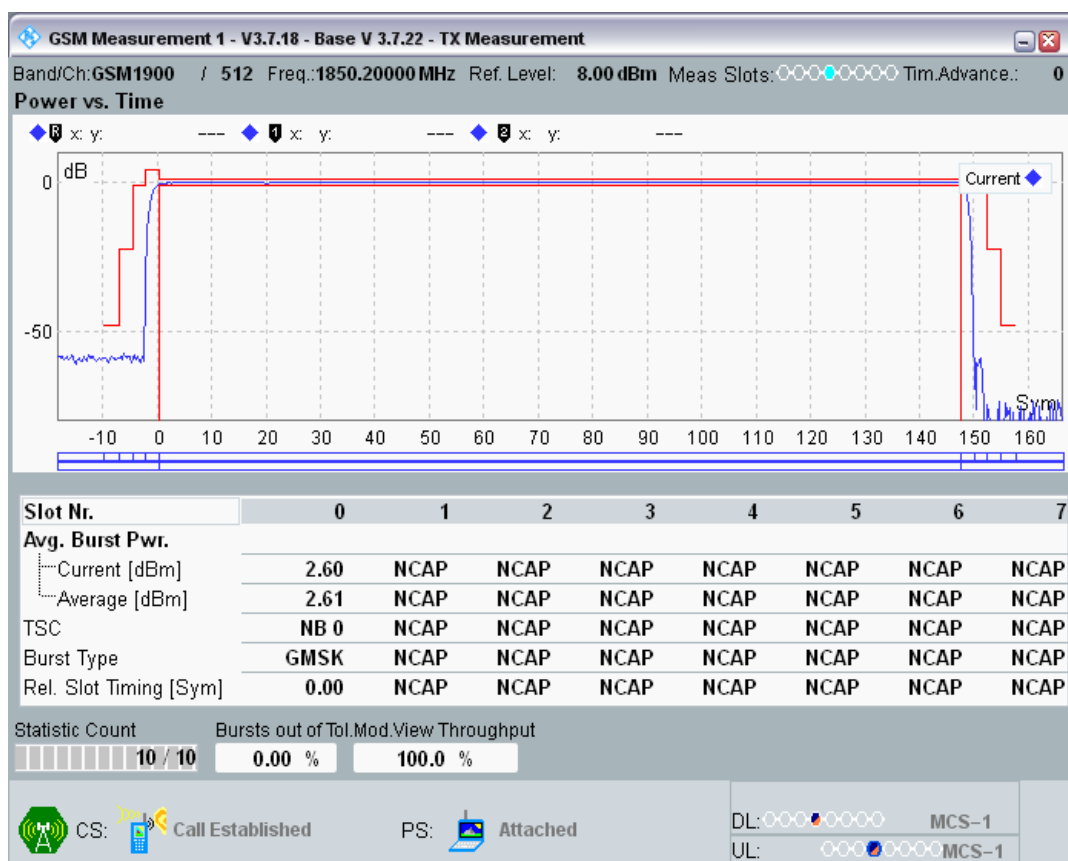 GSM Measurement 1 - V3.7.18 - Base V 3.7.22 - TX Measurement
Band/Ch:GSM1900 / 512 Freq.:1850.20000 MHz Ref. Level: 8.00 dBm Meas Slots: Tim.Advance.: 0
Power vs. Time
R x: y: --- 1 x: y: --- 2 x: y: ---
dB
Current
0
-50
Sym
-10 0 10 20 30 40 50 60 70 80 90 100 110 120 130 140 150 160
Slot Nr. 0 1 2 3 4 5 6 7
Avg. Burst Pwr.
Current [dBm] 2.60 NCAP NCAP NCAP NCAP NCAP NCAP NCAP
Average [dBm] 2.61 NCAP NCAP NCAP NCAP NCAP NCAP NCAP
TSC NB 0 NCAP NCAP NCAP NCAP NCAP NCAP NCAP
Burst Type GMSK NCAP NCAP NCAP NCAP NCAP NCAP NCAP
Rel. Slot Timing [Sym] 0.00 NCAP NCAP NCAP NCAP NCAP NCAP NCAP
Statistic Count Bursts out of Tol.Mod.View Throughput
10 / 10 0.00 % 100.0 %
CS: Call Established PS: Attached
DL: MCS-1
UL: MCS-1